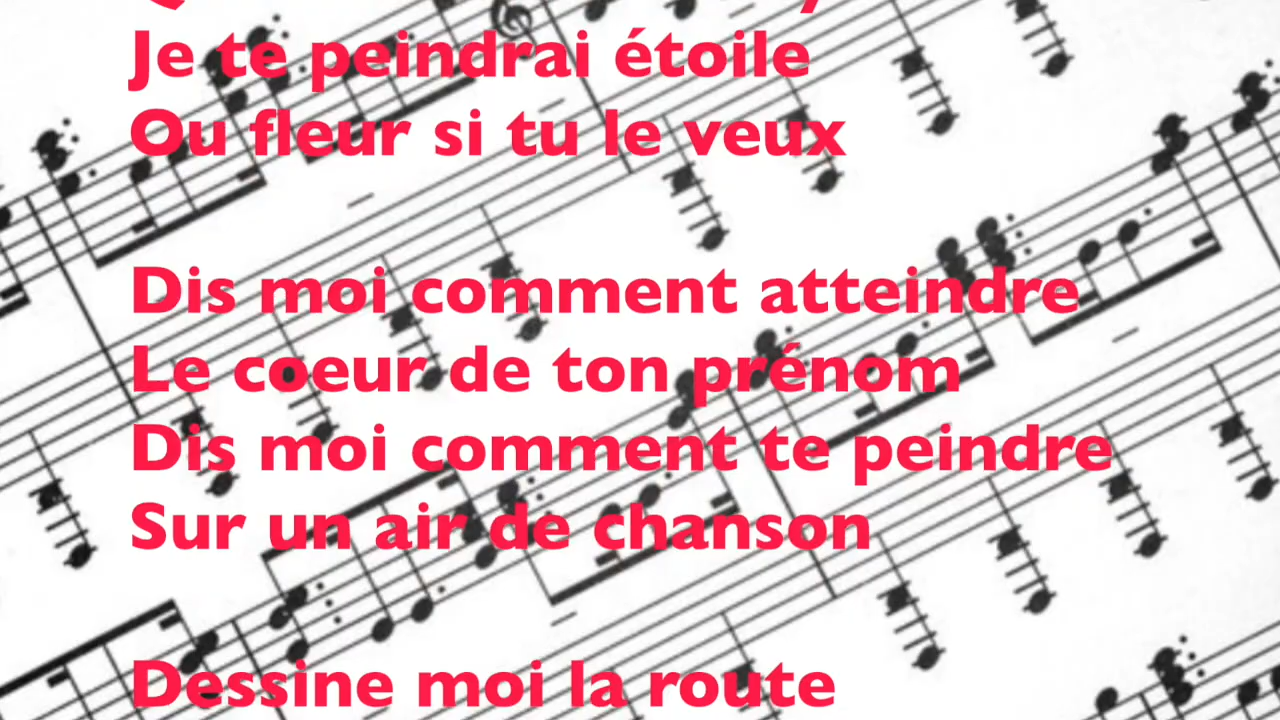 Je te peindrai étoile
Ou fleur si tu le veux
Dis moi comment atteindre
Le coeur de ton prénom
Dis moi comment te peindre
Sur un air de chanson
Dessine moi la route